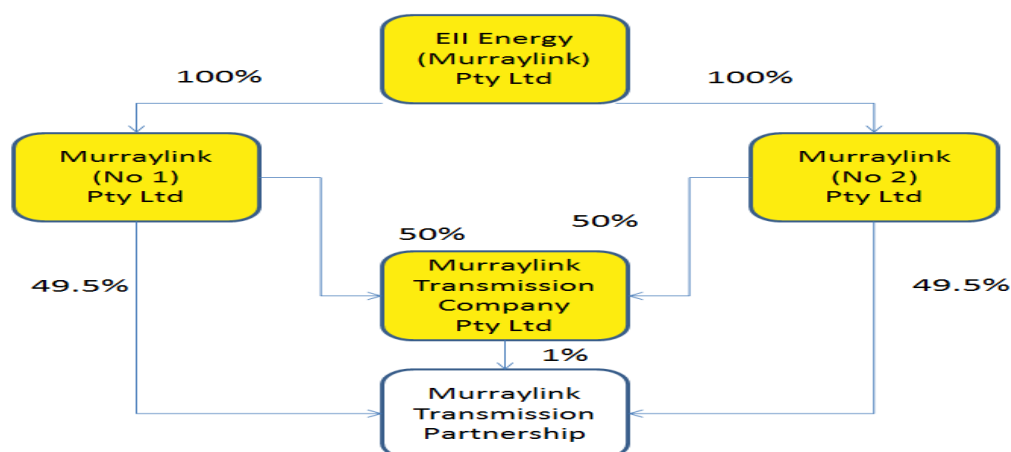 EII Energy
(Murraylink)
Pty Ltd
100%
100%
Murraylink
(No 1)
Pty Ltd
Murraylink
(No 2)
Pty Ltd
50%
50%
49.5%
49.5%
Murraylink
Transmission
Company
Pty Ltd
1%
Murraylink
Transmission
Partnership